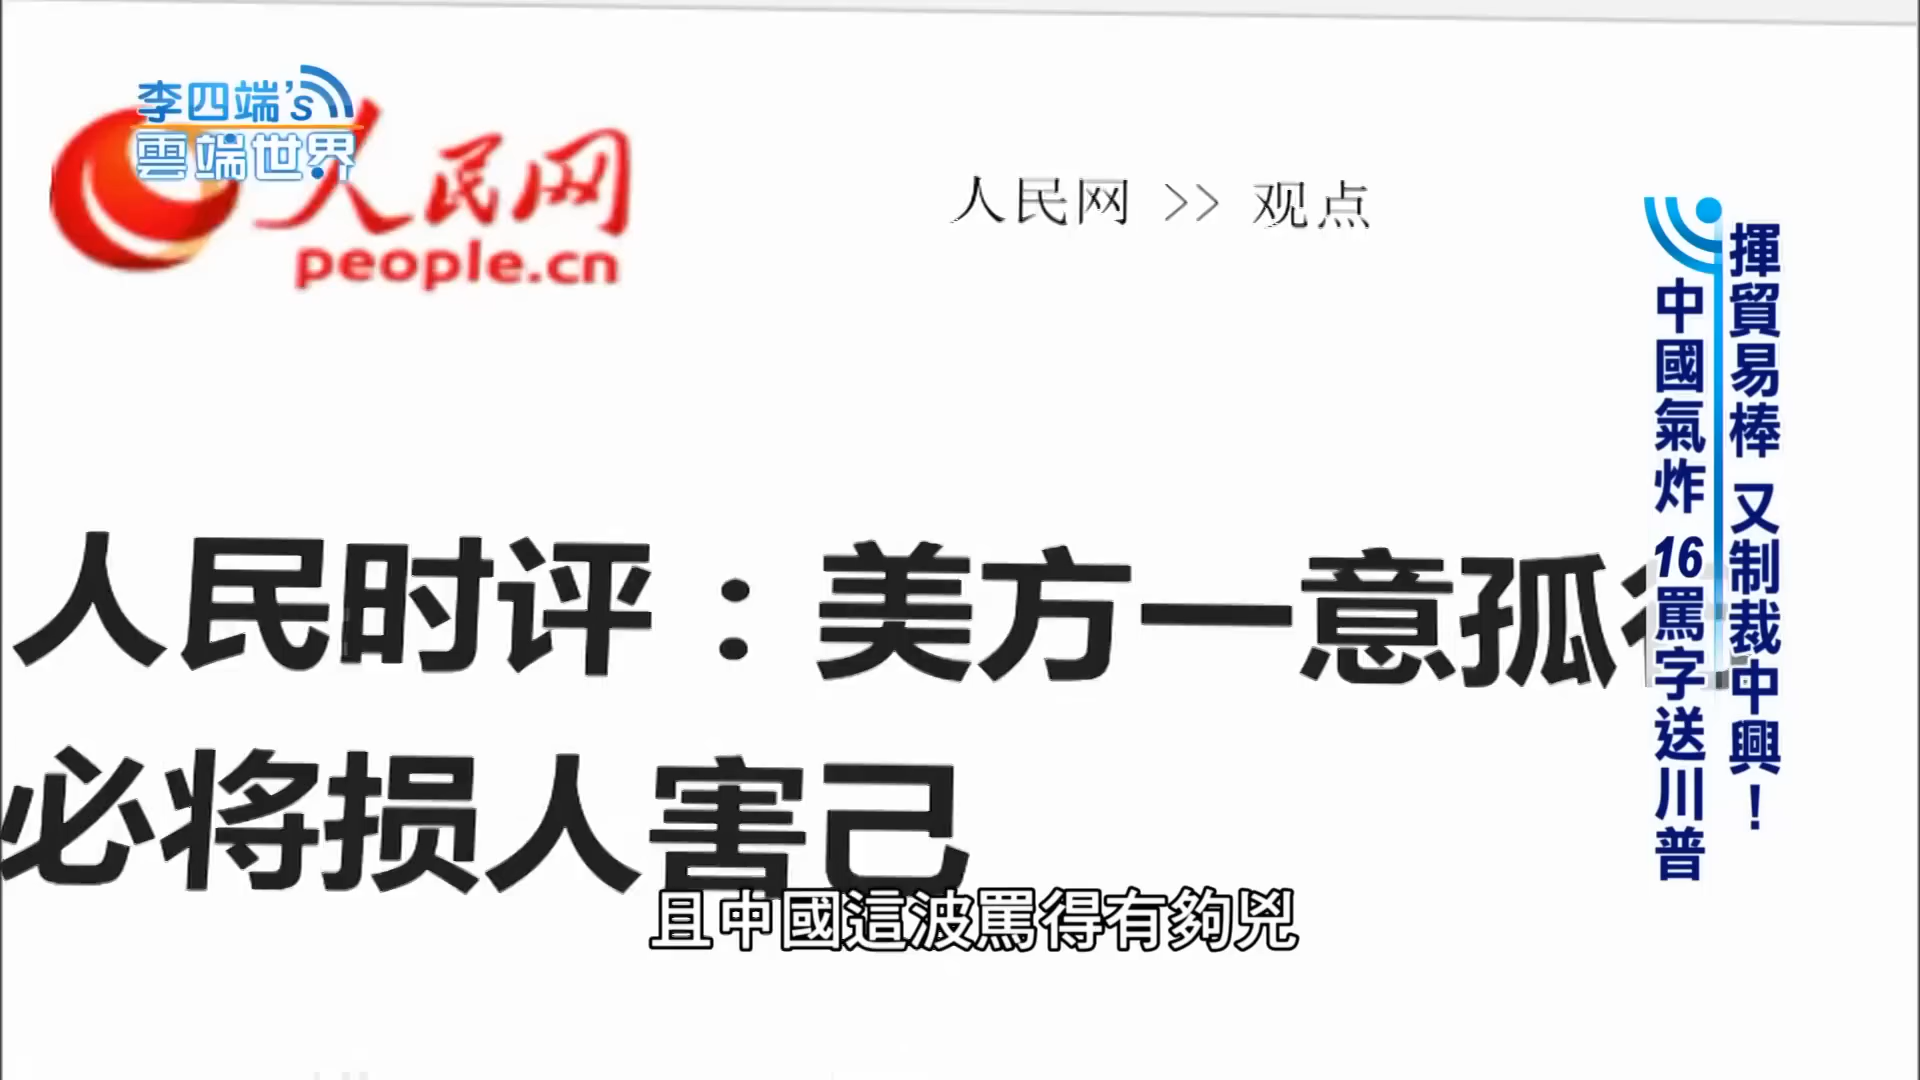 李四端's
雲端世界
人民网
people.cn
人民网 >> 观点
人民时评：美方一意孤行
必将损人害己
揮貿易棒 又制裁中興！
中國氣炸 16罵字送川普
且中國這波罵得有夠兇